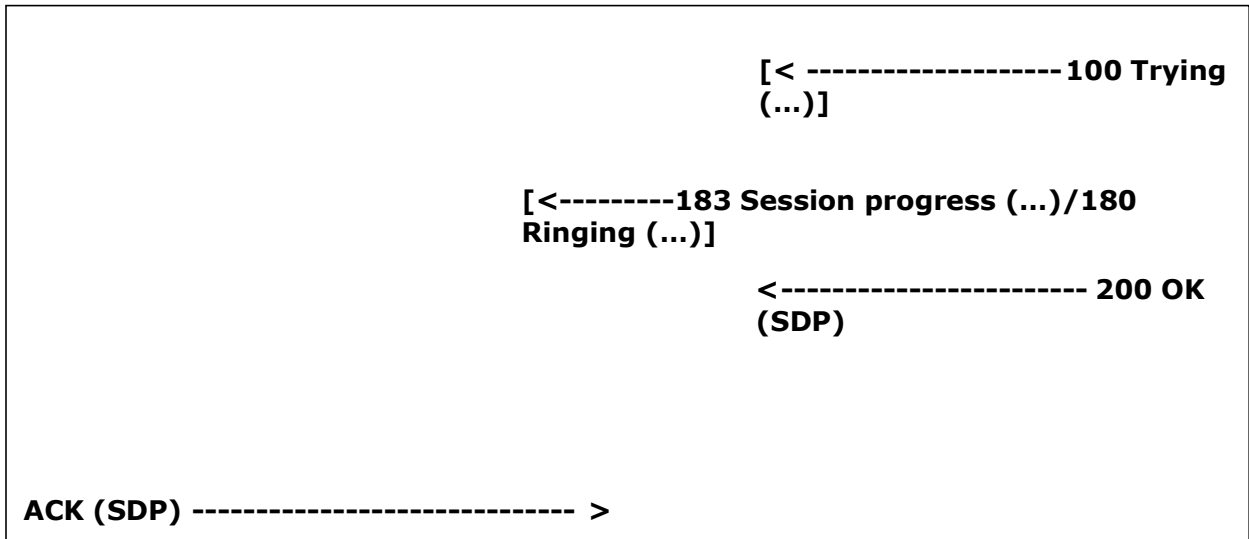 [< --------------------100 Trying
(...)]
[<---------183 Session progress (...)/180
Ringing (...)]
<------------------------ 200 OK
(SDP)
ACK (SDP) ------------------------------ >